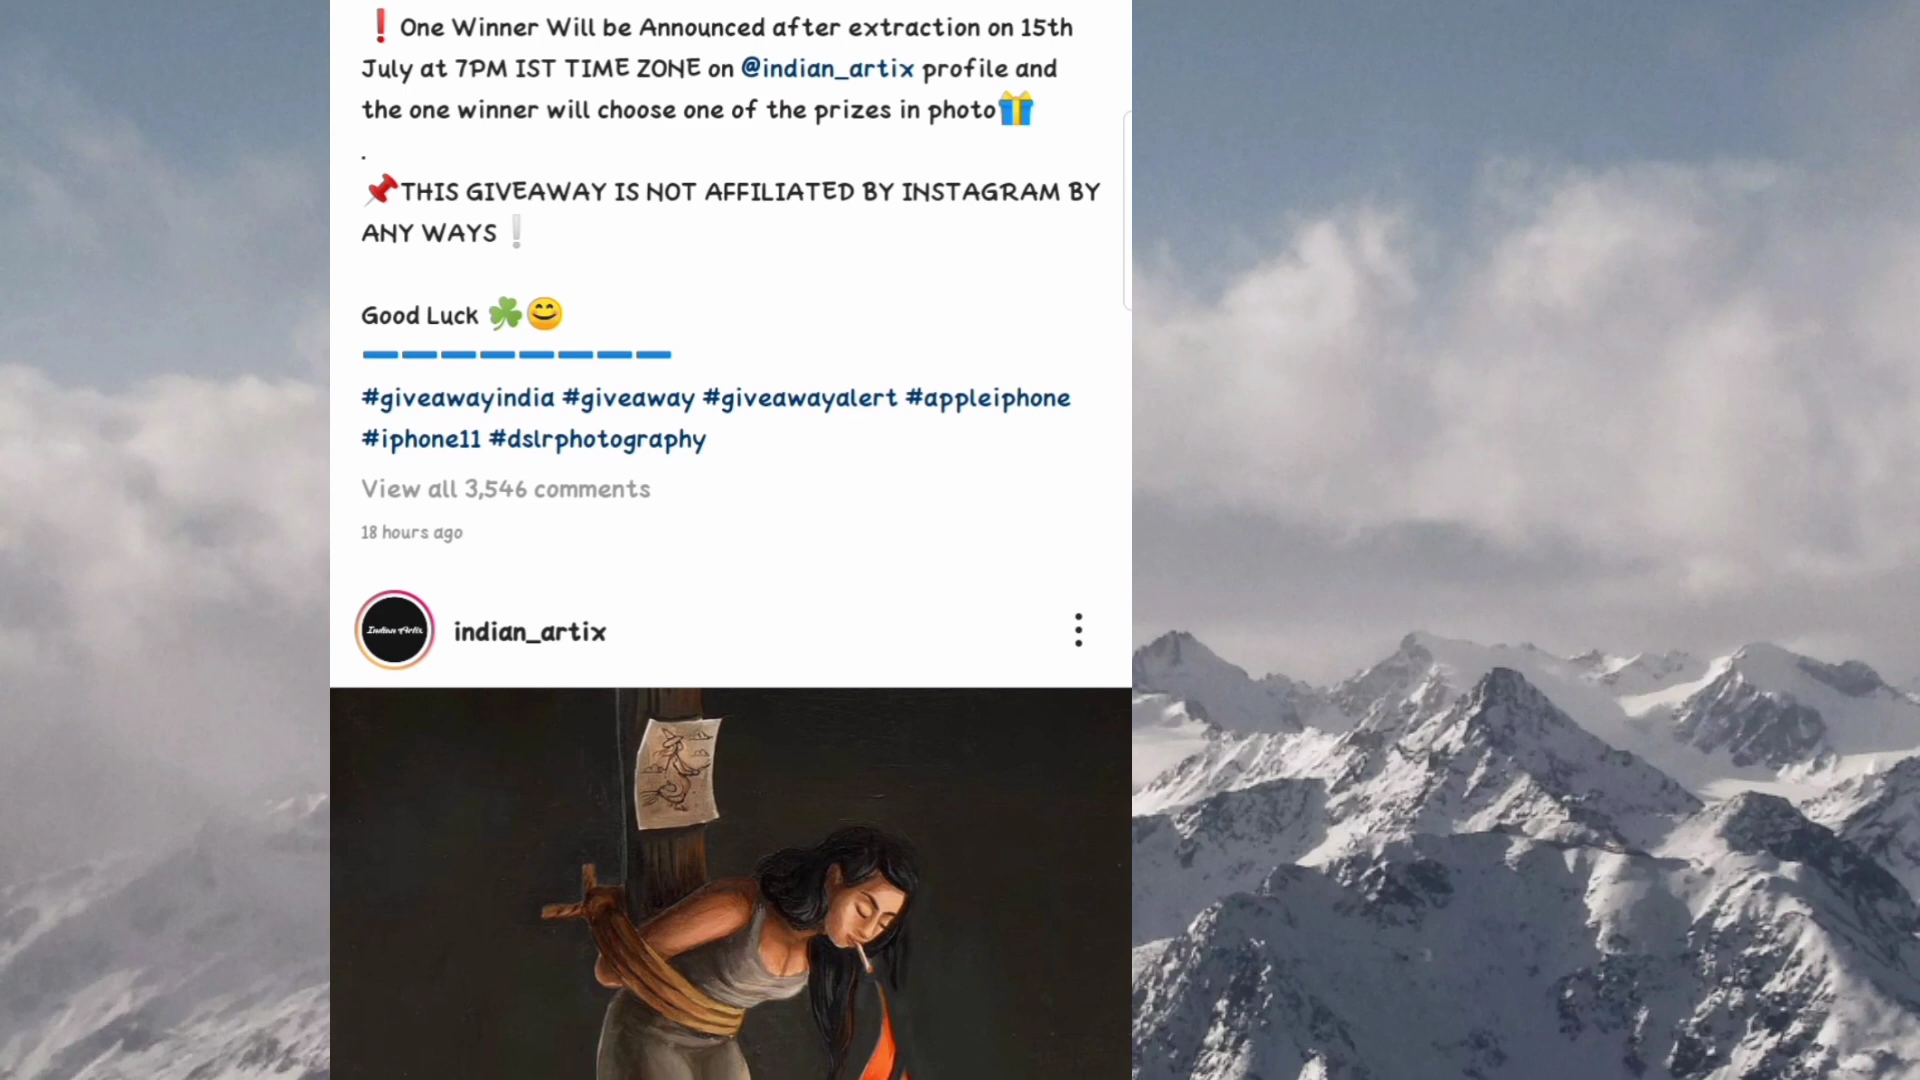 ❗One Winner Will be Announced after extraction on 15th
July at 7PM IST TIME ZONE on @indian_artix profile and
the one winner will choose one of the prizes in photo🎁
.
📌THIS GIVEAWAY IS NOT AFFILIATED BY INSTAGRAM BY
ANY WAYS❕
Good Luck ☘️😊
➖➖➖➖➖➖➖➖
#giveawayindia #giveaway #giveawayalert #appleiphone
#iphone11 #dslrphotography
View all 3,546 comments
18 hours ago
Indian Artix
indian_artix